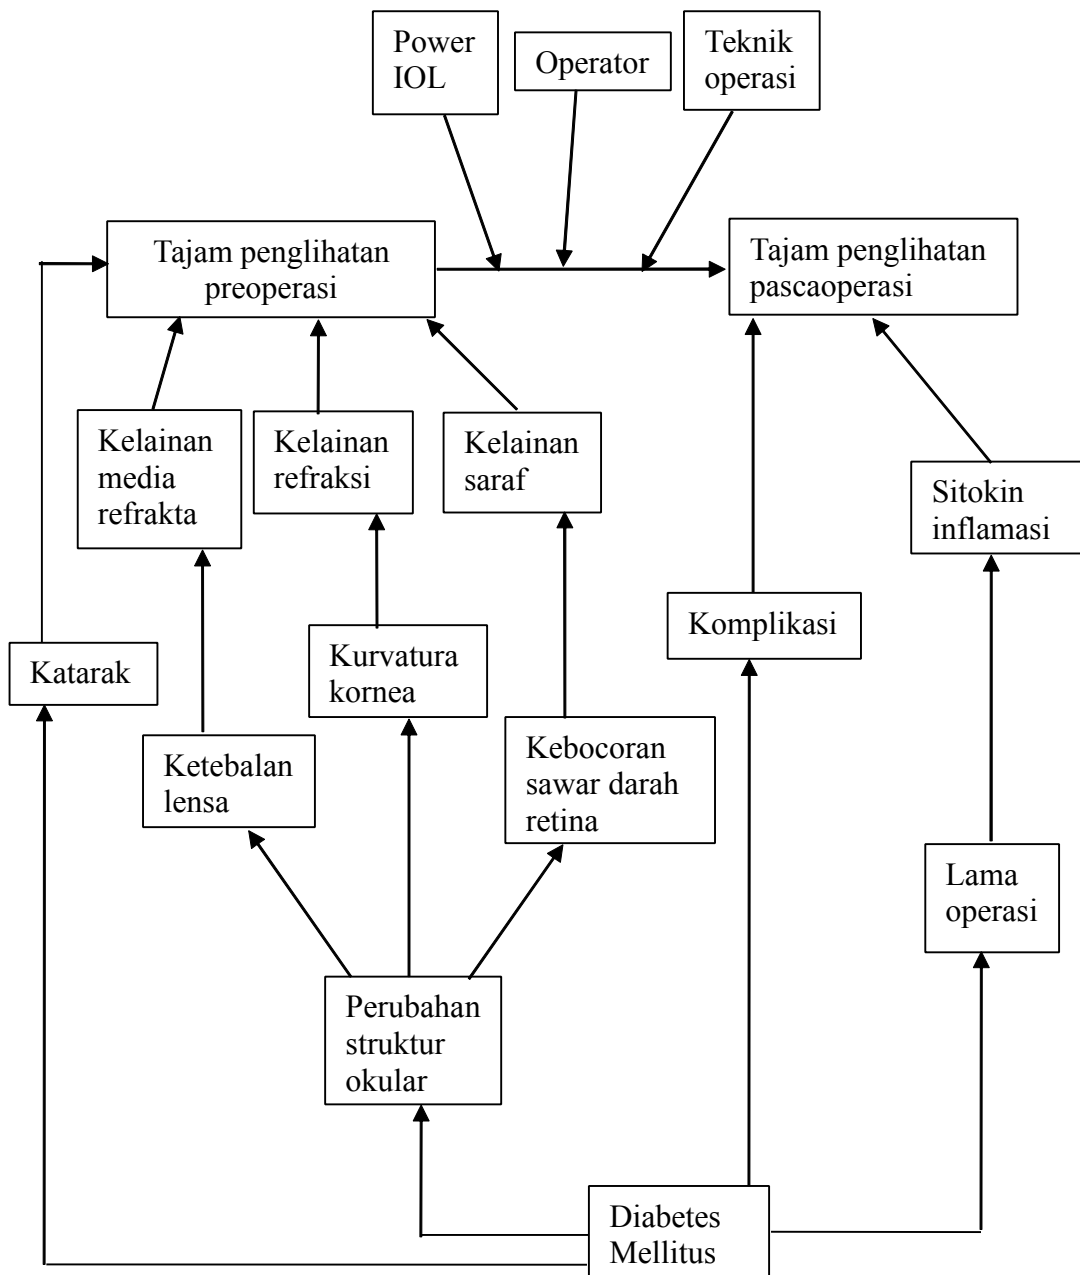 Power
IOL
Operator
Teknik
operasi
Tajam penglihatan
preoperasi
Tajam penglihatan
pascaoperasi
Kelainan
media
refrakta
Kelainan
refraksi
Kelainan
saraf
Sitokin
inflamasi
Komplikasi
Katarak
Kurvatura
kornea
Ketebalan
lensa
Kebocoran
sawar darah
retina
Lama
operasi
Perubahan
struktur
okular
Diabetes
Mellitus